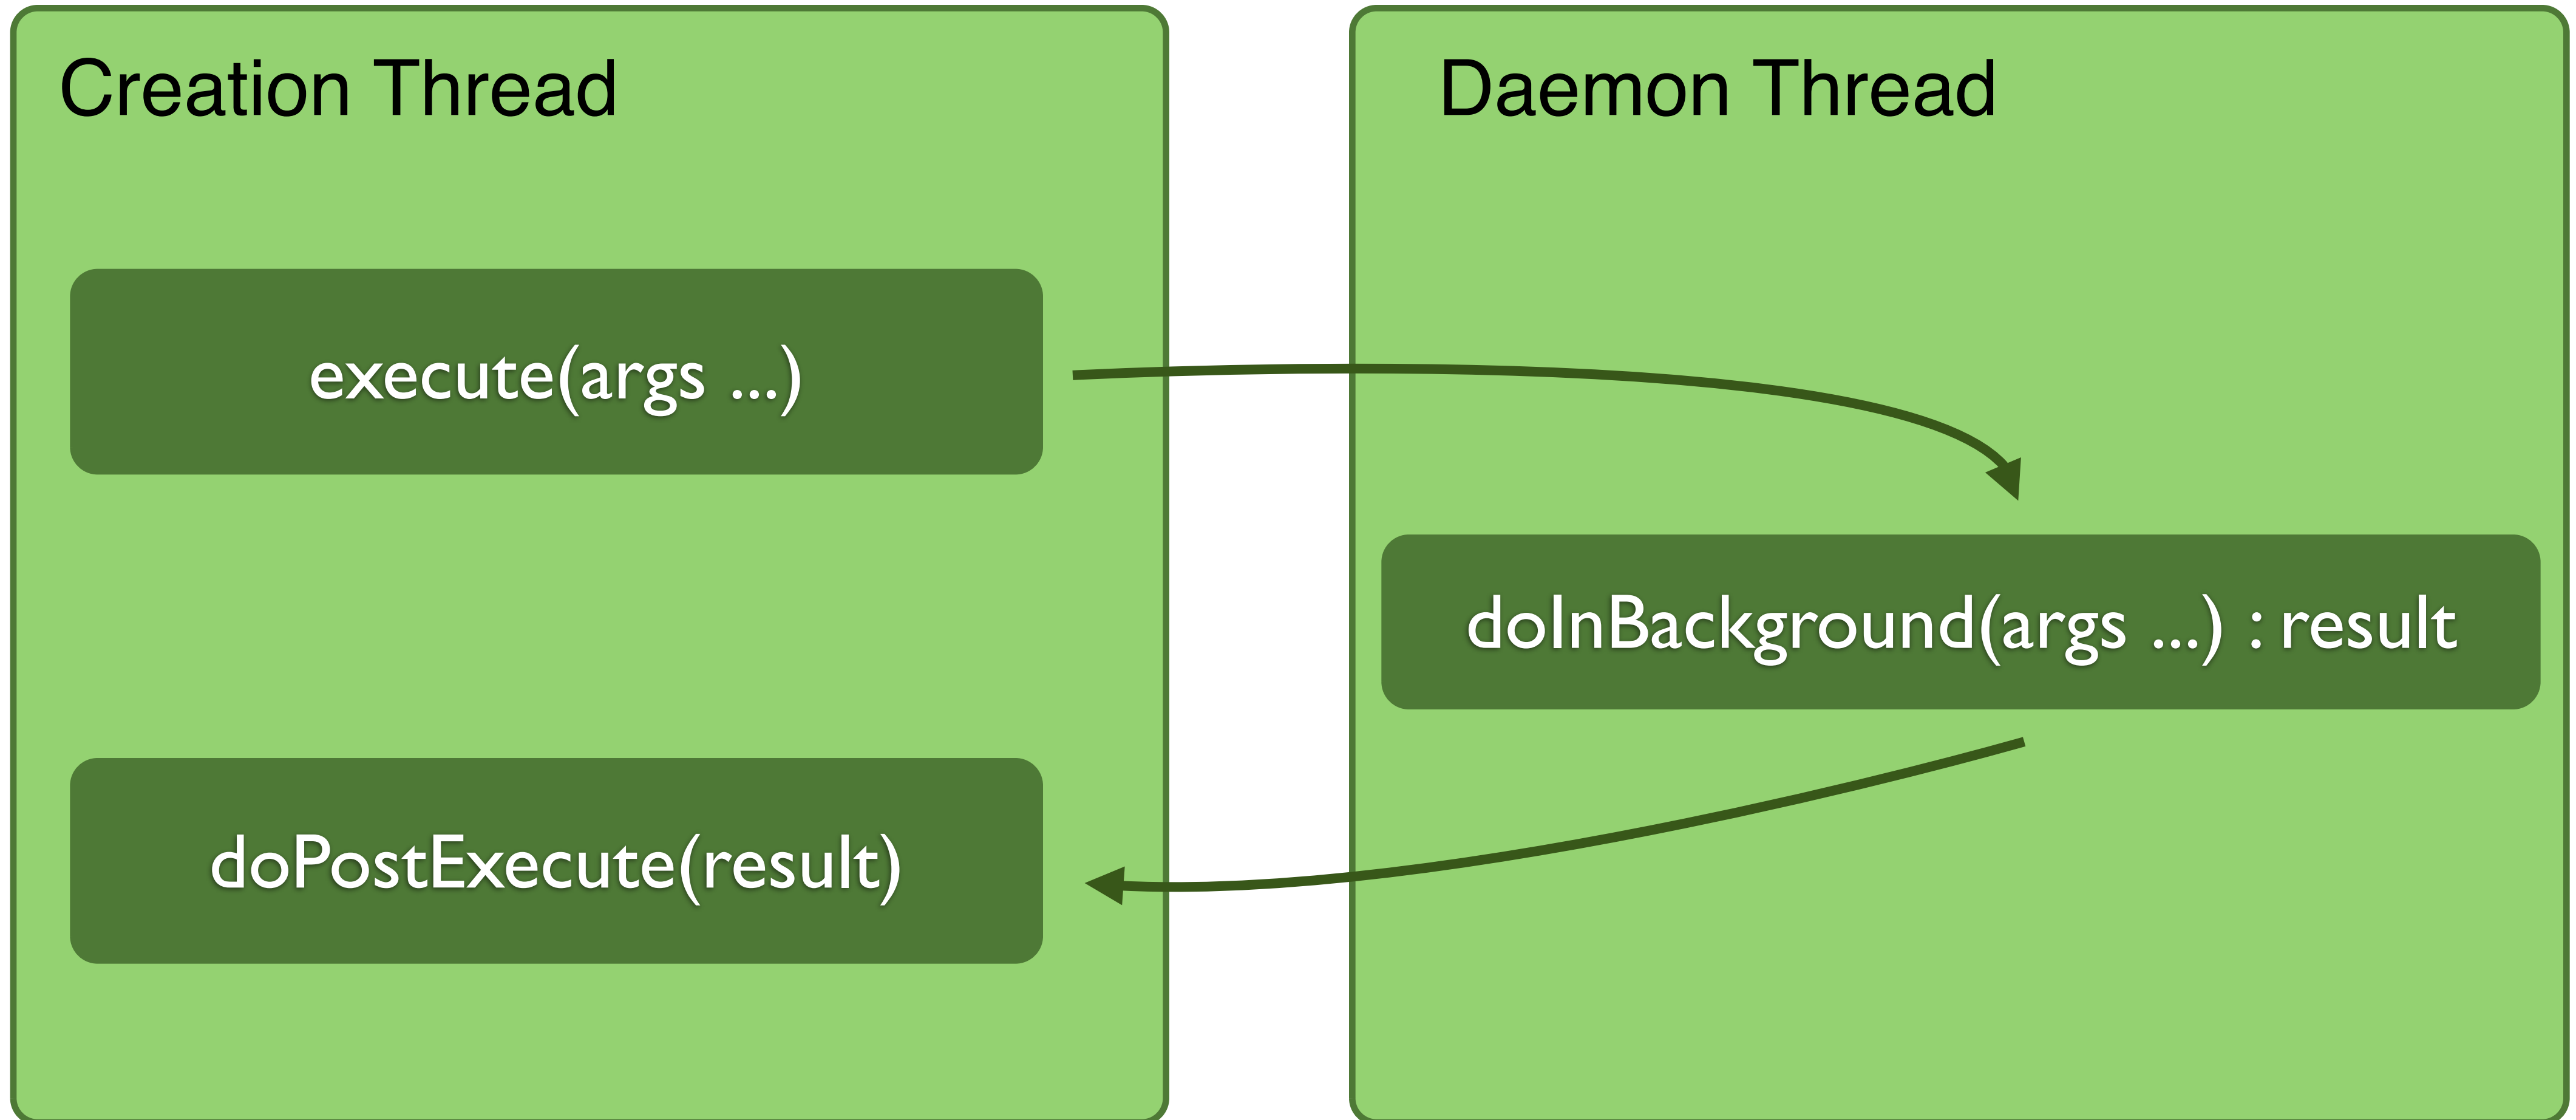 Creation Thread
Daemon Thread
execute(args ...)
doInBackground(args ...) : result
doPostExecute(result)